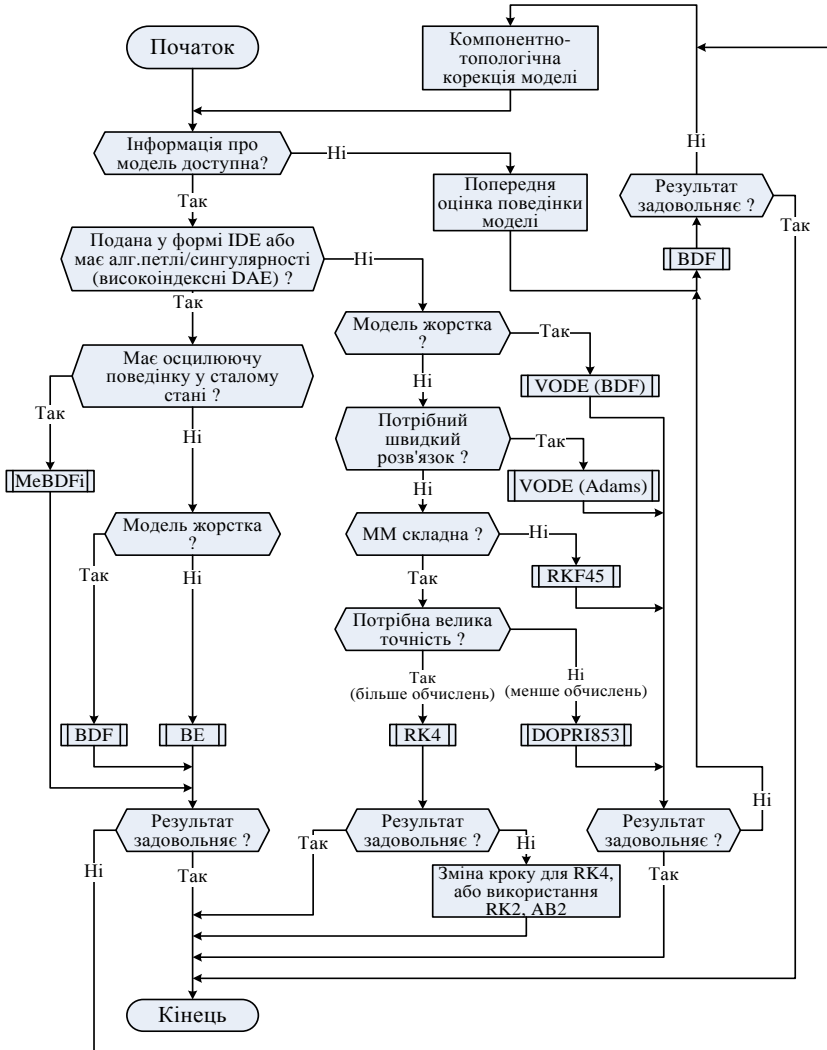 Початок
Компонентно-
топологічна
корекція моделі
Інформація про
модель доступна?
Ні
Так
Попередня
оцінка поведінки
моделі
Ні
Результат
задовольняє ?
Так
BDF
Подана у формі IDE або
має алг.петлі/сингулярності
(високоіндексні DAE) ?
Ні
Так
Модель жорстка
?
Так
Ні
VODE (BDF)
Має осцилюючу
поведінку у сталому
стані ?
Так
Ні
MeBDFi
Потрібний
швидкий
розв'язок ?
Так
Ні
VODE (Adams)
Модель жорстка
?
Так
Ні
ММ складна ?
Ні
Так
RKF45
Потрібна велика
точність ?
Так
(більше обчислень)
Ні
(менше обчислень)
BDF
BE
RK4
DOPRI853
Результат
задовольняє ?
Ні
Так
Результат
задовольняє ?
Так
Ні
Результат
задовольняє ?
Ні
Так
Зміна кроку для RK4,
або використання
RK2, AB2
Кінець